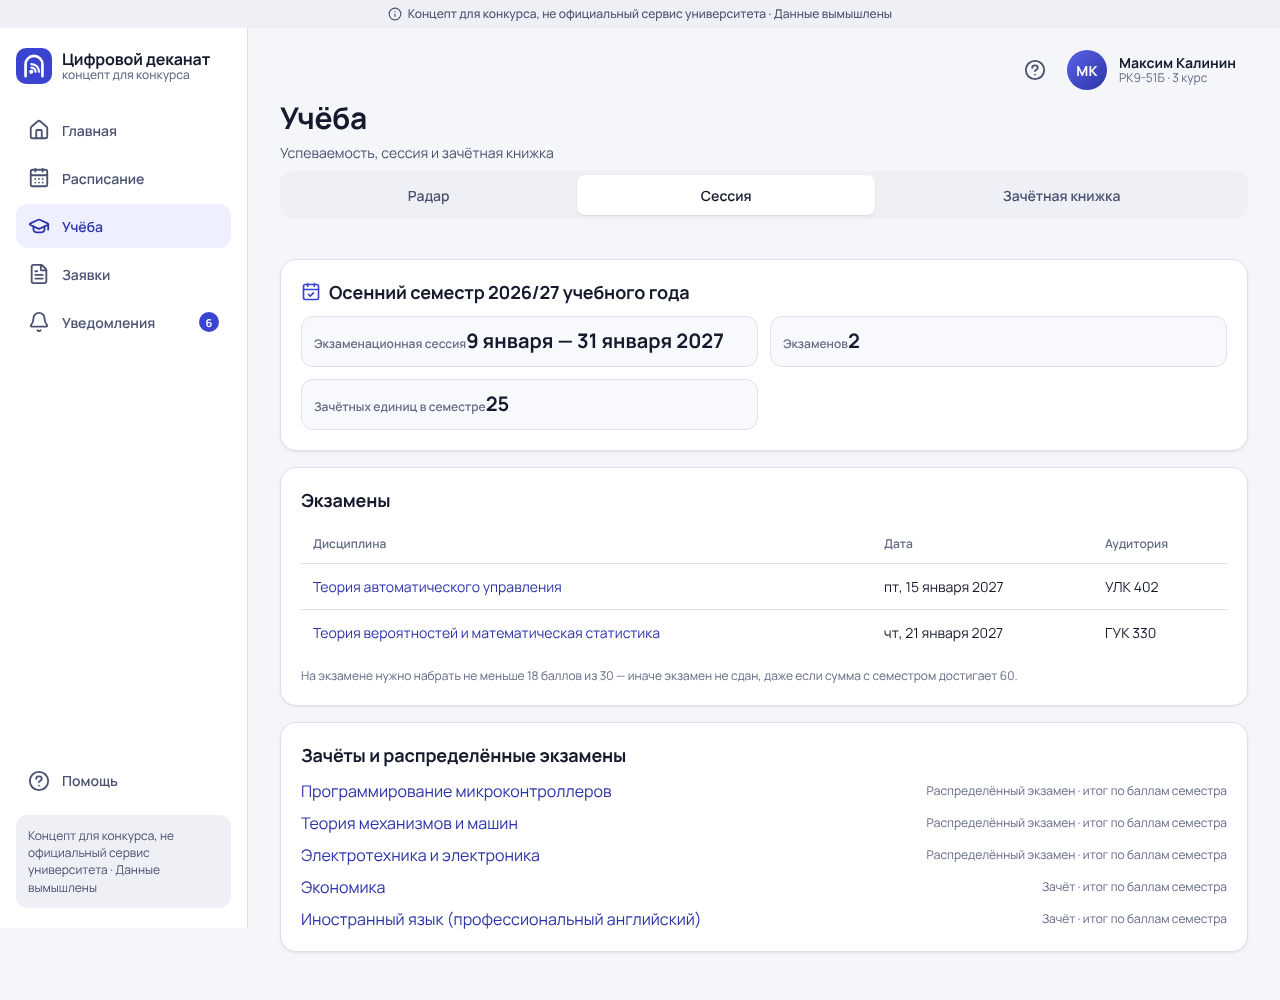 Концепт для конкурса, не официальный сервис университета · Данные вымышлены
Цифровой деканат
концепт для конкурса
Главная
Расписание
Учёба
Заявки
Уведомления 6
Помощь
Концепт для конкурса, не
официальный сервис
университета · Данные
вымышлены
МК
Максим Калинин
РК9-51Б · 3 курс
Учёба
Успеваемость, сессия и зачётная книжка
Радар Сессия Зачётная книжка
Осенний семестр 2026/27 учебного года
Экзаменационная сессия9 января — 31 января 2027
Экзаменов2
Зачётных единиц в семестре25
Экзамены
Дисциплина Дата Аудитория
Теория автоматического управления пт, 15 января 2027 УЛК 402
Теория вероятностей и математическая статистика чт, 21 января 2027 ГУК 330
На экзамене нужно набрать не меньше 18 баллов из 30 — иначе экзамен не сдан, даже если сумма с семестром достигает 60.
Зачёты и распределённые экзамены
Программирование микроконтроллеров Распределённый экзамен · итог по баллам семестра
Теория механизмов и машин Распределённый экзамен · итог по баллам семестра
Электротехника и электроника Распределённый экзамен · итог по баллам семестра
Экономика Зачёт · итог по баллам семестра
Иностранный язык (профессиональный английский) Зачёт · итог по баллам семестра